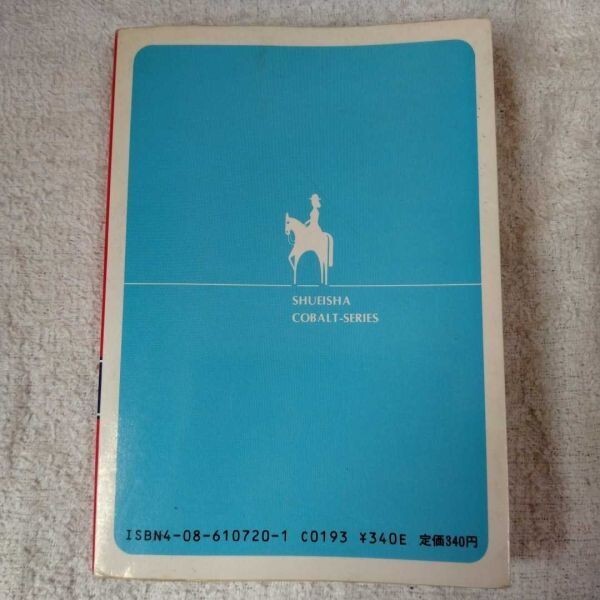 SHUEISHA
COBALT-SERIES
ISBN4-08-610720-1 C0193 ¥340E 定価340円